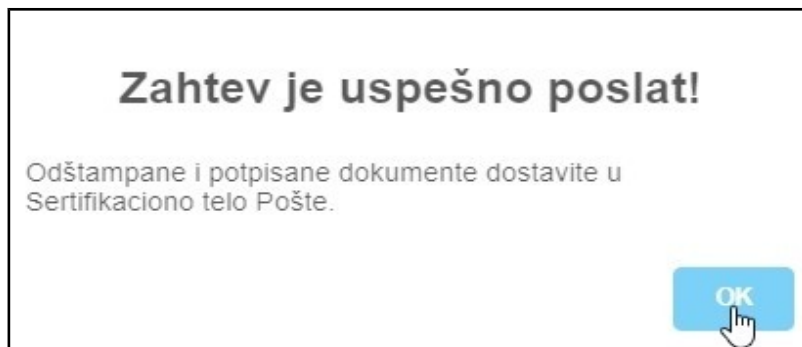 Zahtev je uspešno poslat!
Odštampane i potpisane dokumente dostavite u
Sertifikaciono telo Pošte.
OK